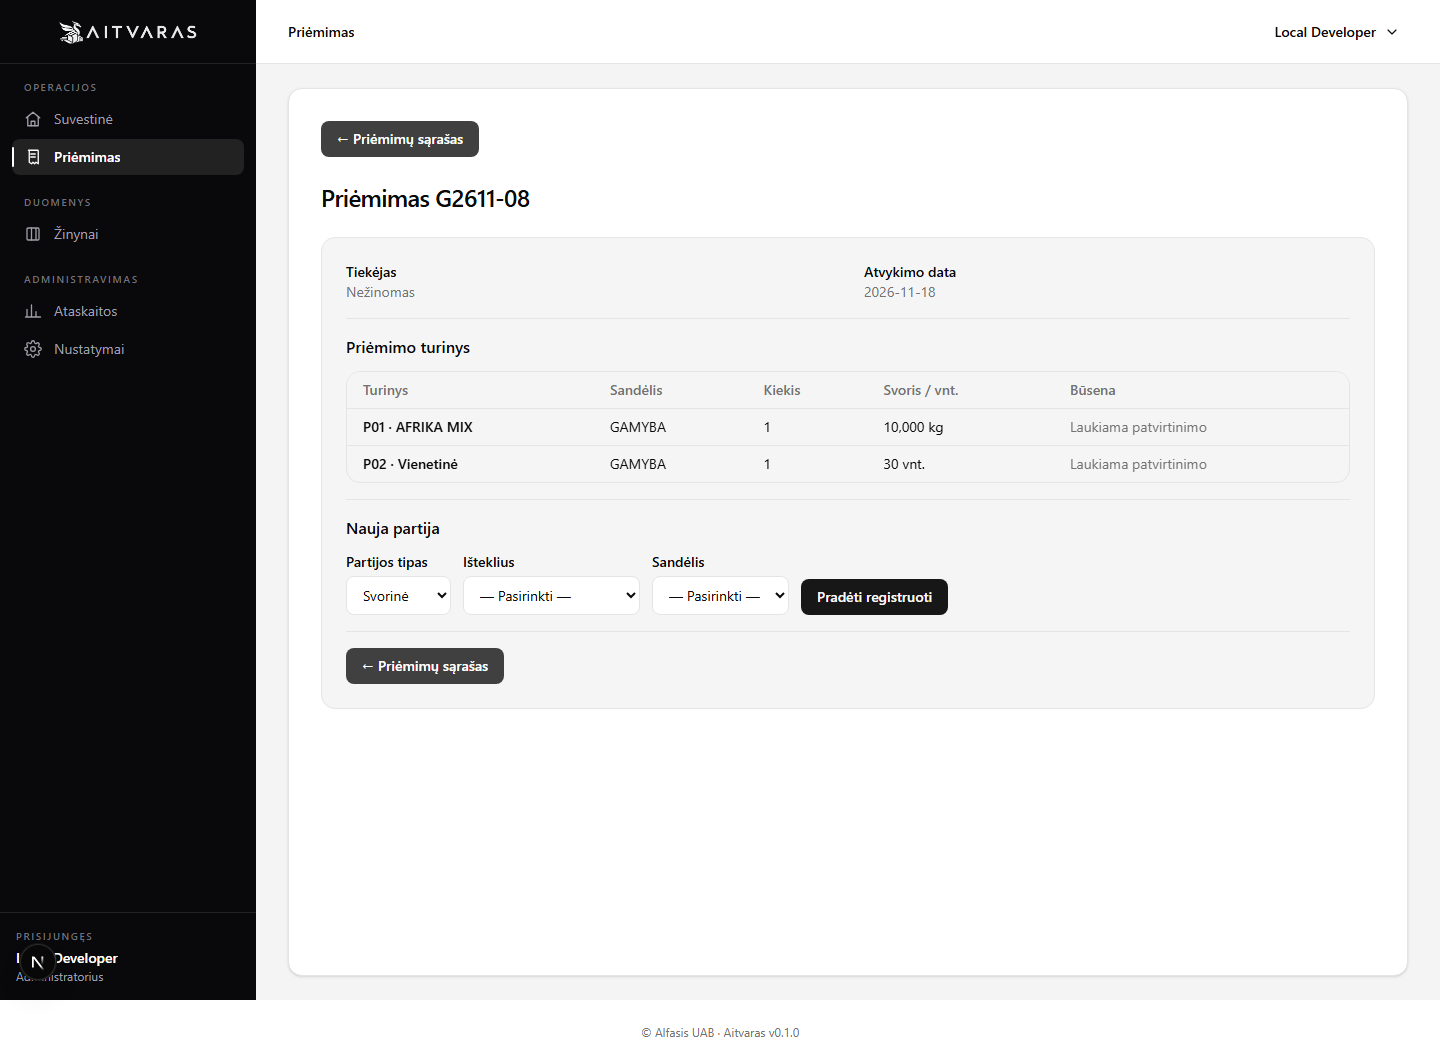 AITVARAS
Priėmimas
Local Developer
OPERACIJOS
Suvestinė
Priėmimas
DUOMENYS
Žinynai
ADMINISTRAVIMAS
Ataskaitos
Nustatymai
← Priėmimų sąrašas
Priėmimas G2611-08
Tiekėjas
Nežinomas
Atvykimo data
2026-11-18
Priėmimo turinys
Turinys Sandėlis Kiekis Svoris / vnt. Būsena
P01 · AFRIKA MIX GAMYBA 1 10,000 kg Laukiama patvirtinimo
P02 · Vienetinė GAMYBA 1 30 vnt. Laukiama patvirtinimo
Nauja partija
Partijos tipas Išteklius Sandėlis
Svorinė — Pasirinkti — — Pasirinkti — Pradėti registruoti
← Priėmimų sąrašas
PRISIJUNGĘS
N Developer
© Alfasis UAB · Aitvaras v0.1.0